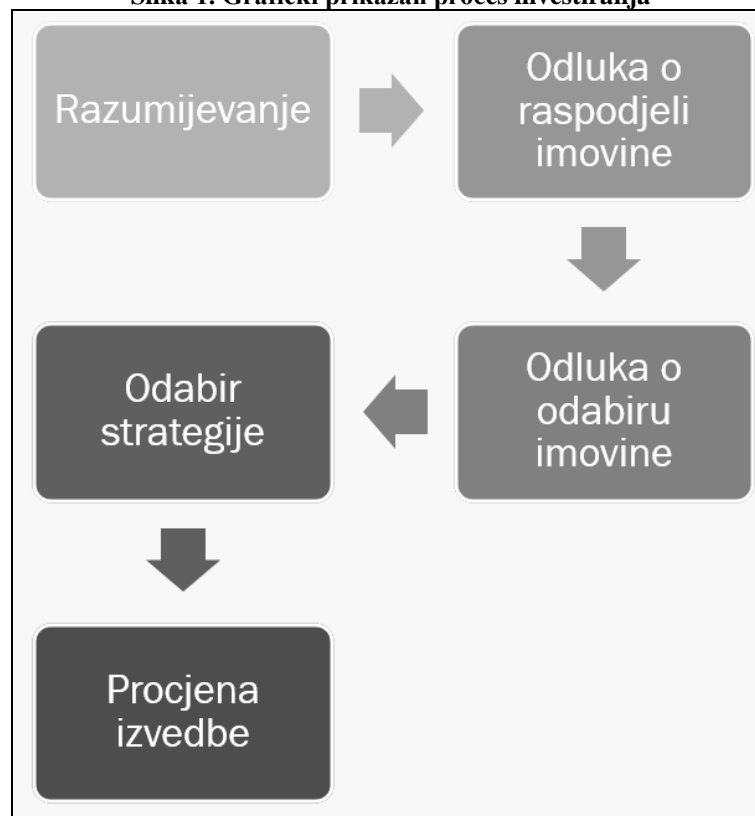 Slika 1: Grafički prikazan proces investiranja
Razumijevanje
Odluka o
raspodjeli
imovine
Odluka o
odabiru
imovine
Odabir
strategije
Procjena
izvedbe